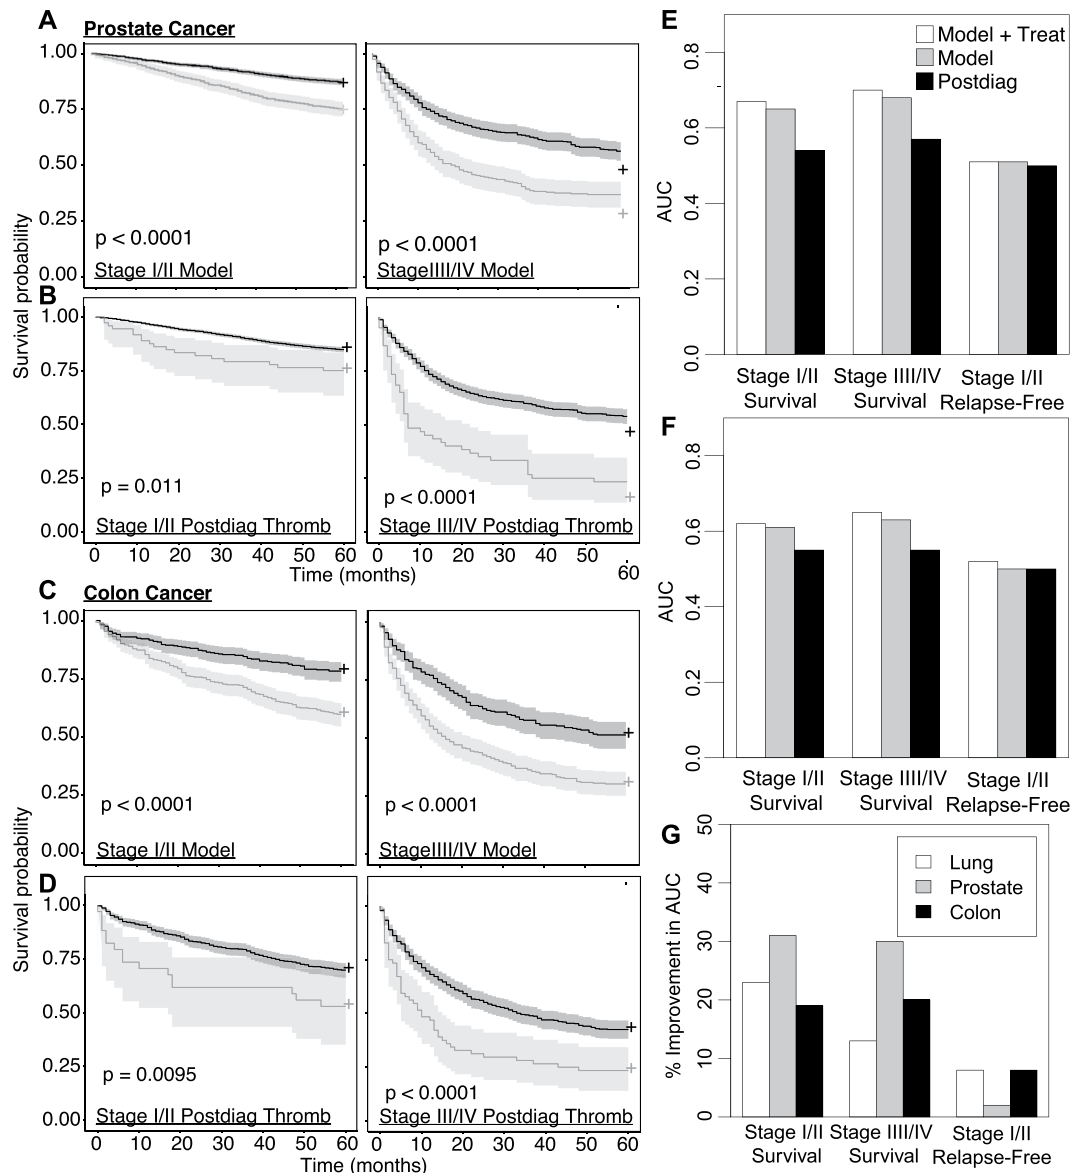 A
Prostate Cancer
Survival probability
1.00
0.75
0.50
0.25
0.00
p < 0.0001
Stage I/II Model
p < 0.0001
StageIIII/IV Model
B
1.00
0.75
0.50
0.25
0.00
p = 0.011
Stage I/II Postdiag Thromb
p < 0.0001
Stage III/IV Postdiag Thromb
0 10 20 30 40 50 60
0 10 20 30 40 50
60
Time (months)
C
Colon Cancer
Survival probability
1.00
0.75
0.50
0.25
0.00
p < 0.0001
Stage I/II Model
p < 0.0001
StageIIII/IV Model
D
1.00
0.75
0.50
0.25
0.00
p = 0.0095
Stage I/II Postdiag Thromb
p < 0.0001
Stage III/IV Postdiag Thromb
0 10 20 30 40 50 60
0 10 20 30 40 50 60
Time (months)
E
Model + Treat
Model
Postdiag
AUC
0.8
0.6
0.4
0.2
0.0
Stage I/II
Survival
Stage IIII/IV
Survival
Stage I/II
Relapse-Free
F
AUC
0.8
0.6
0.4
0.2
0.0
Stage I/II
Survival
Stage IIII/IV
Survival
Stage I/II
Relapse-Free
G
Lung
Prostate
Colon
% Improvement in AUC
50
40
30
20
10
0
Stage I/II
Survival
Stage IIII/IV
Survival
Stage I/II
Relapse-Free